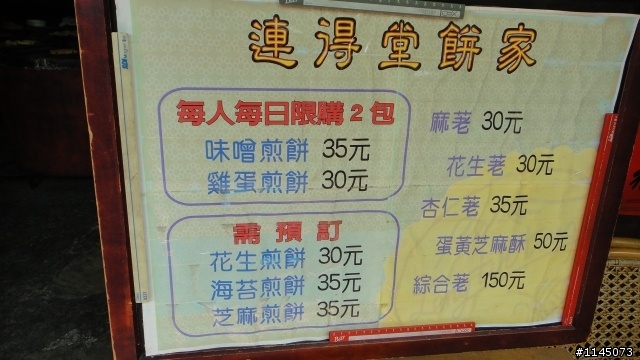 連得堂餅家
每人每日限購2包
味噌煎餅 35元
雞蛋煎餅 30元
需預訂
花生煎餅 30元
海苔煎餅 35元
芝麻煎餅 35元
麻荖 30元
花生荖 30元
杏仁荖 35元
蛋黃芝麻酥 50元
綜合荖 150元
#1145073